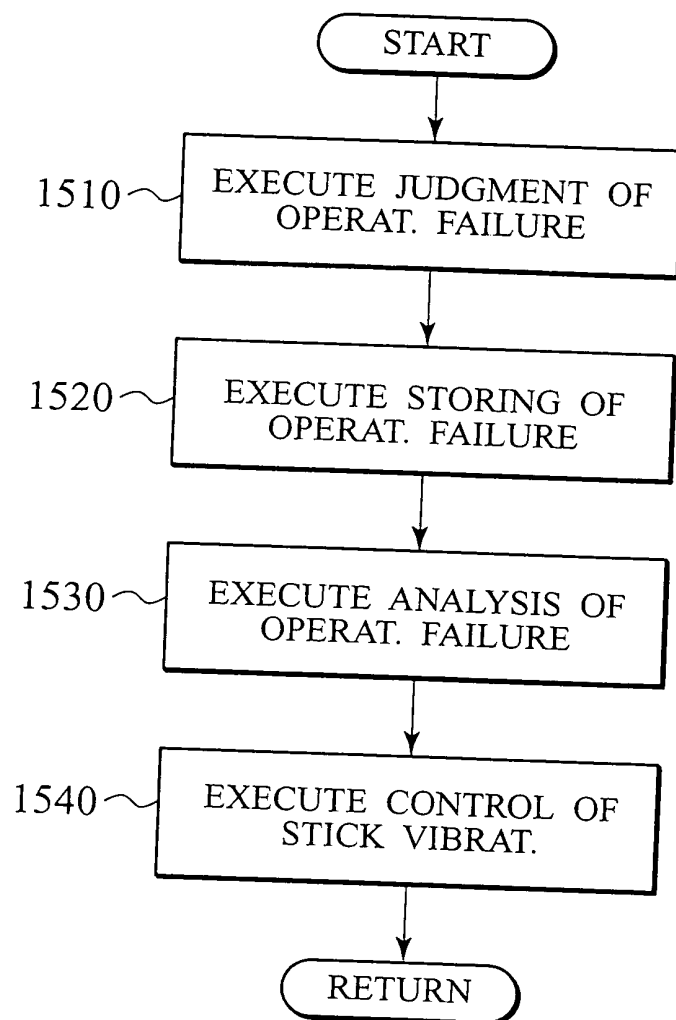 START
1510
EXECUTE JUDGMENT OF
OPERAT. FAILURE
1520
EXECUTE STORING OF
OPERAT. FAILURE
1530
EXECUTE ANALYSIS OF
OPERAT. FAILURE
1540
EXECUTE CONTROL OF
STICK VIBRAT.
RETURN